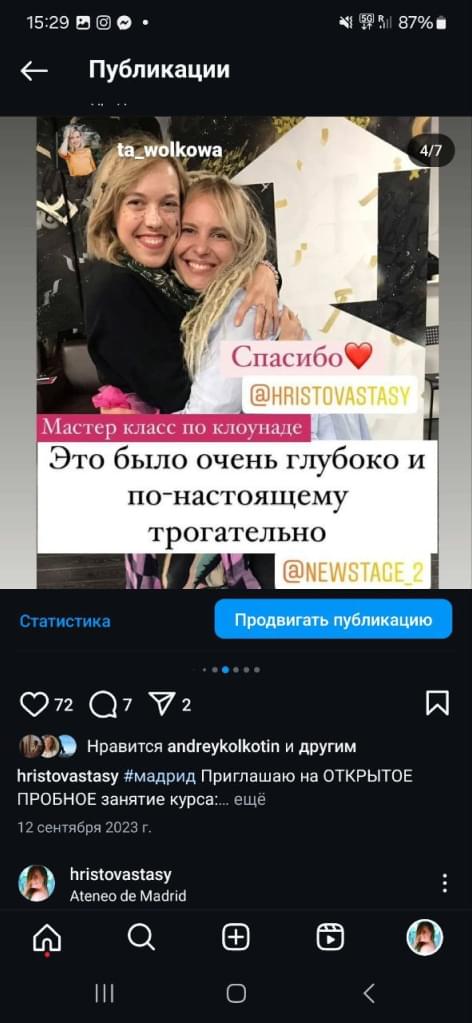 15:29
5G
87%
Публикации
ta_wolkowa
4/7
Спасибо❤️
@HRISTOVASTASY
Мастер класс по клоунаде
Это было очень глубоко и
по-настоящему
трогательно
@NEWSTAGE_2
Статистика
Продвигать публикацию
72 7 2
Нравится andreykolkotin и другим
hristovastasy #мадрид Приглашаю на ОТКРЫТОЕ
ПРОБНОЕ занятие курса:... ещё
12 сентября 2023 г.
hristovastasy
Ateneo de Madrid